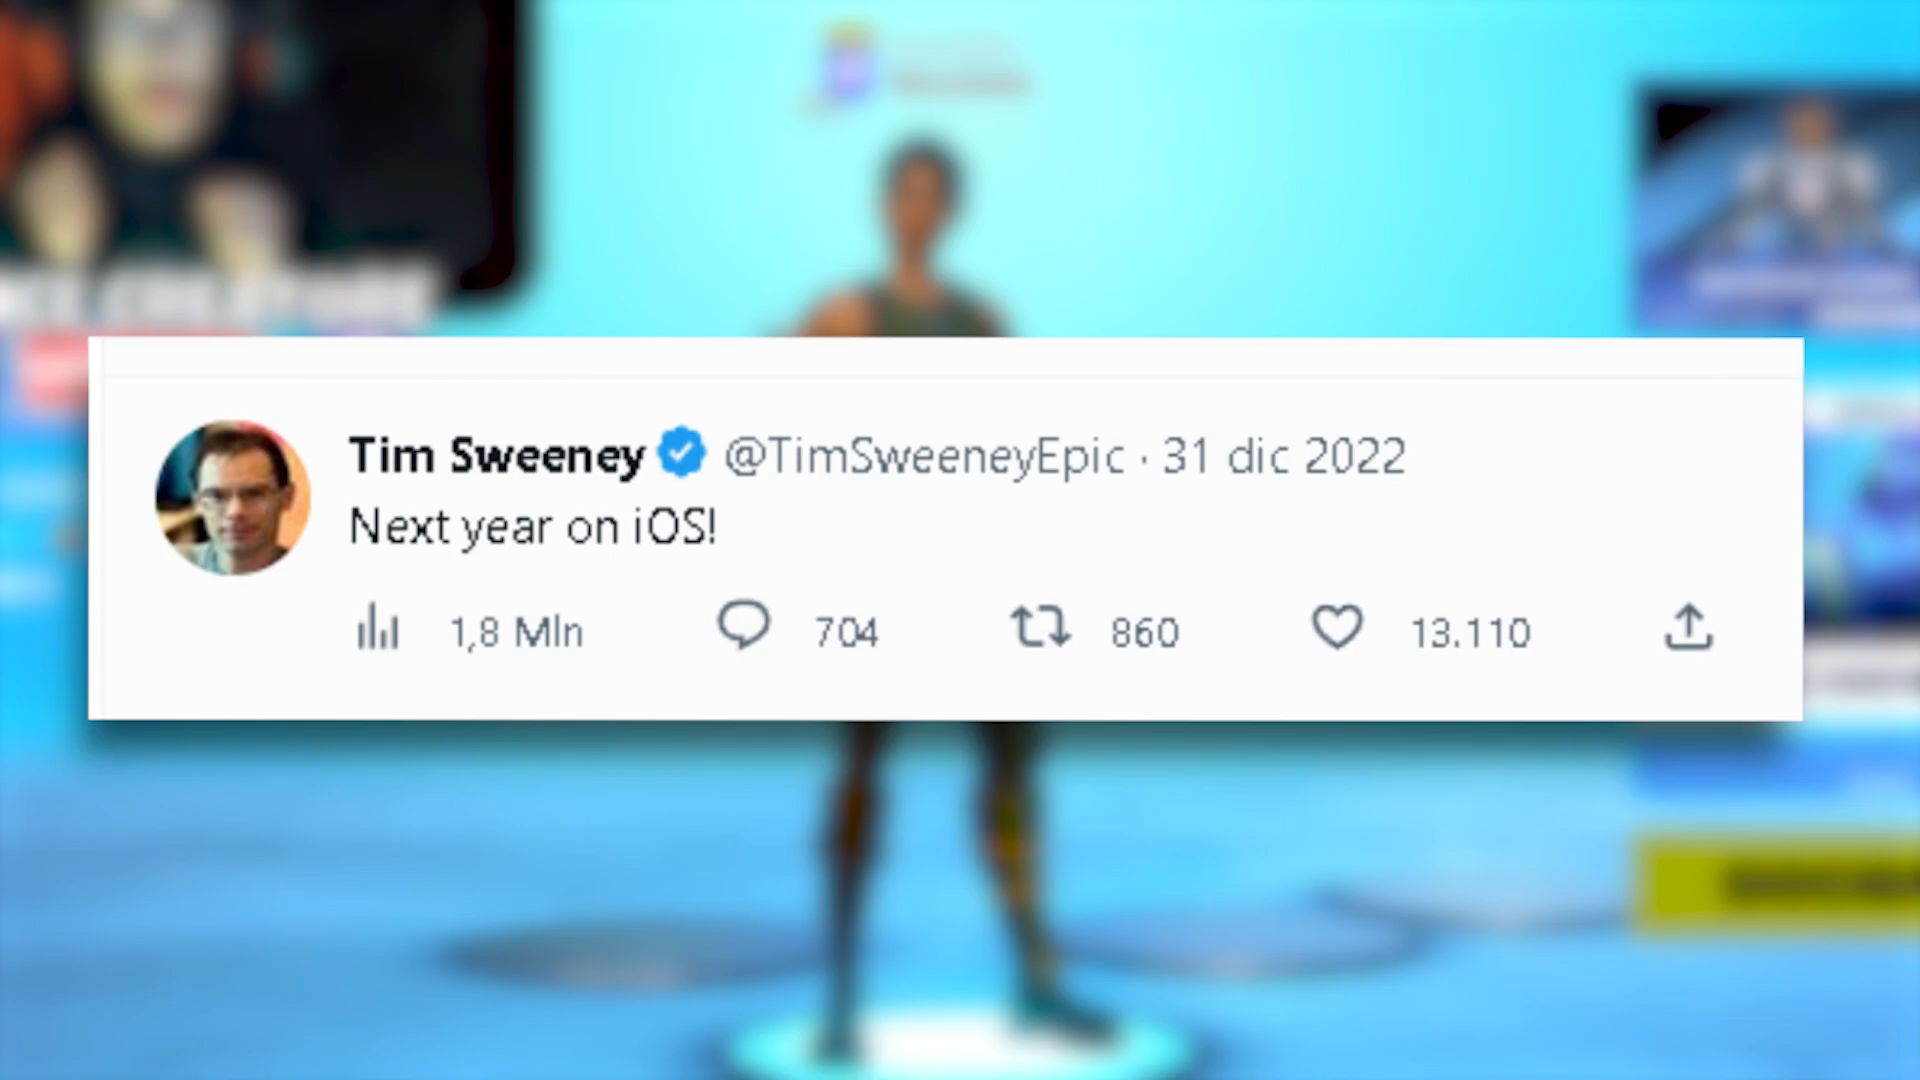 Tim Sweeney @TimSweeneyEpic · 31 dic 2022
Next year on iOS!
1,8 Mln 704 860 13.110